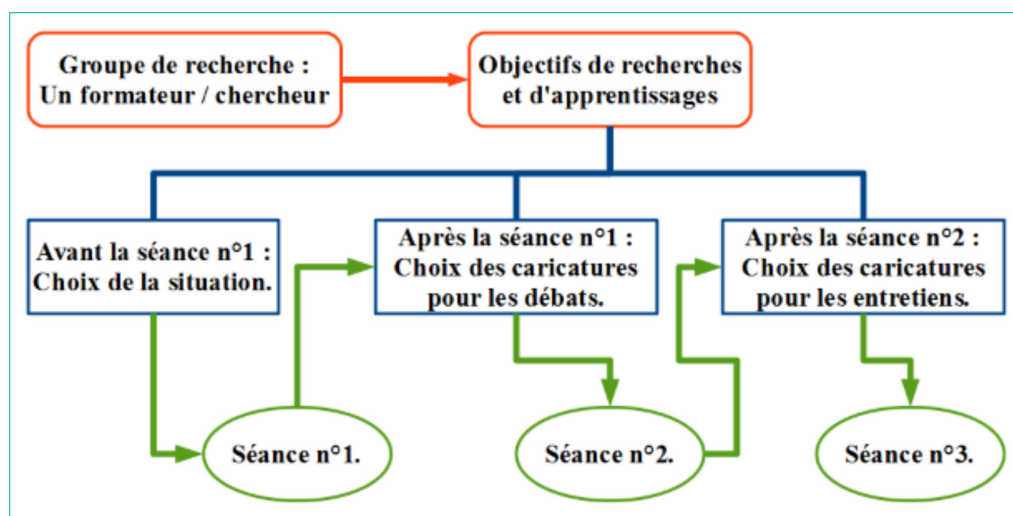 Groupe de recherche :
Un formateur / chercheur
Objectifs de recherches
et d'apprentissages
Avant la séance n°1 :
Choix de la situation.
Après la séance n°1 :
Choix des caricatures
pour les débats.
Après la séance n°2 :
Choix des caricatures
pour les entretiens.
Séance n°1.
Séance n°2.
Séance n°3.